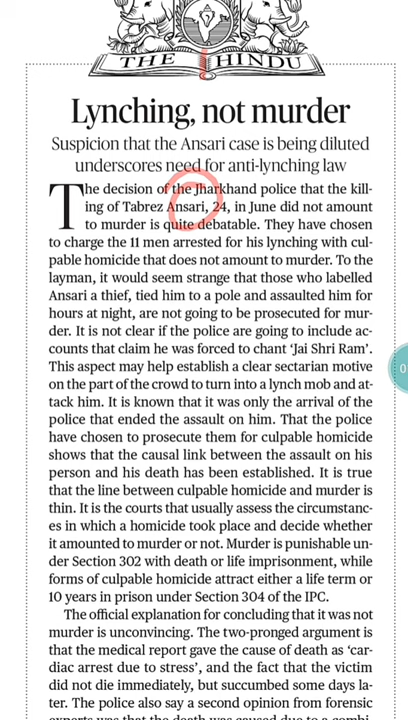 THE HINDU
Lynching, not murder
Suspicion that the Ansari case is being diluted
underscores need for anti-lynching law
The decision of the Jharkhand police that the kill-
ing of Tabrez Ansari, 24, in June did not amount
to murder is quite debatable. They have chosen
to charge the 11 men arrested for his lynching with cul-
pable homicide that does not amount to murder. To the
layman, it would seem strange that those who labelled
Ansari a thief, tied him to a pole and assaulted him for
hours at night, are not going to be prosecuted for mur-
der. It is not clear if the police are going to include ac-
counts that claim he was forced to chant ‘Jai Shri Ram’.
This aspect may help establish a clear sectarian motive
on the part of the crowd to turn into a lynch mob and at-
tack him. It is known that it was only the arrival of the
police that ended the assault on him. That the police
have chosen to prosecute them for culpable homicide
shows that the causal link between the assault on his
person and his death has been established. It is true
that the line between culpable homicide and murder is
thin. It is the courts that usually assess the circumstanc-
es in which a homicide took place and decide whether
it amounted to murder or not. Murder is punishable un-
der Section 302 with death or life imprisonment, while
forms of culpable homicide attract either a life term or
10 years in prison under Section 304 of the IPC.
The official explanation for concluding that it was not
murder is unconvincing. The two-pronged argument is
that the medical report gave the cause of death as ‘car-
diac arrest due to stress’, and the fact that the victim
did not die immediately, but succumbed some days la-
ter. The police also say a second opinion from forensic
experts was that the death was caused due to a combi-